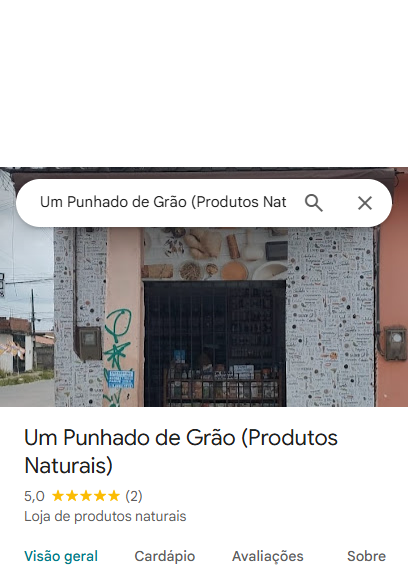 Um Punhado de Grão (Produtos Nat
Um Punhado de Grão (Produtos
Naturais)
5,0 ★★★★★ (2)
Loja de produtos naturais
Visão geral Cardápio Avaliações Sobre